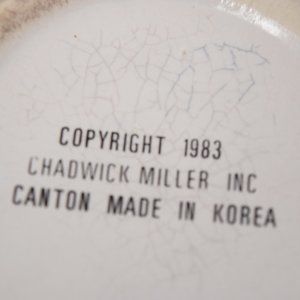 COPYRIGHT 1983
CHADWICK MILLER INC
CANTON MADE IN KOREA